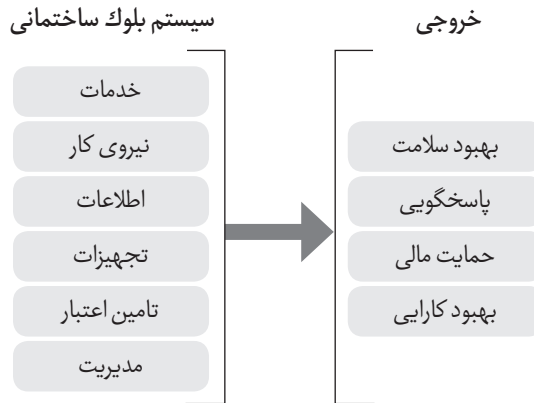 سیستم بلوك ساختمانی
خدمات
نیروی کار
اطلاعات
تجهیزات
تامین اعتبار
مدیریت
خروجی
بهبود سلامت
پاسخگویی
حمایت مالی
بهبود کارایی